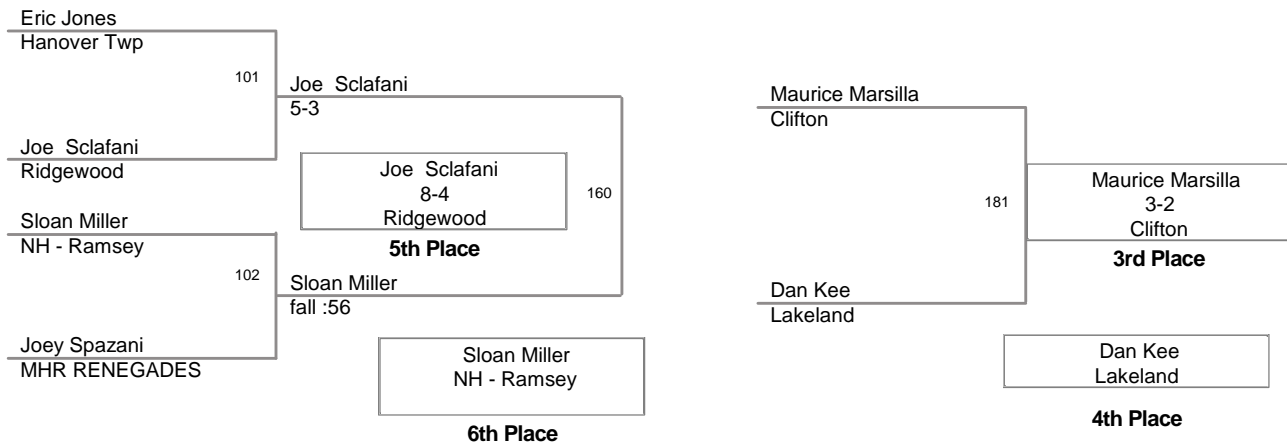 Eric Jones
Hanover Twp
101
Joe Sclafani
5-3
Joe Sclafani
Ridgewood
Joe Sclafani
8-4
Ridgewood
5th Place
160
Sloan Miller
NH - Ramsey
102
Sloan Miller
fall :56
Joey Spazani
MHR RENEGADES
Sloan Miller
NH - Ramsey
6th Place
Maurice Marsilla
Clifton
181
Maurice Marsilla
3-2
Clifton
3rd Place
Dan Kee
Lakeland
Dan Kee
Lakeland
4th Place